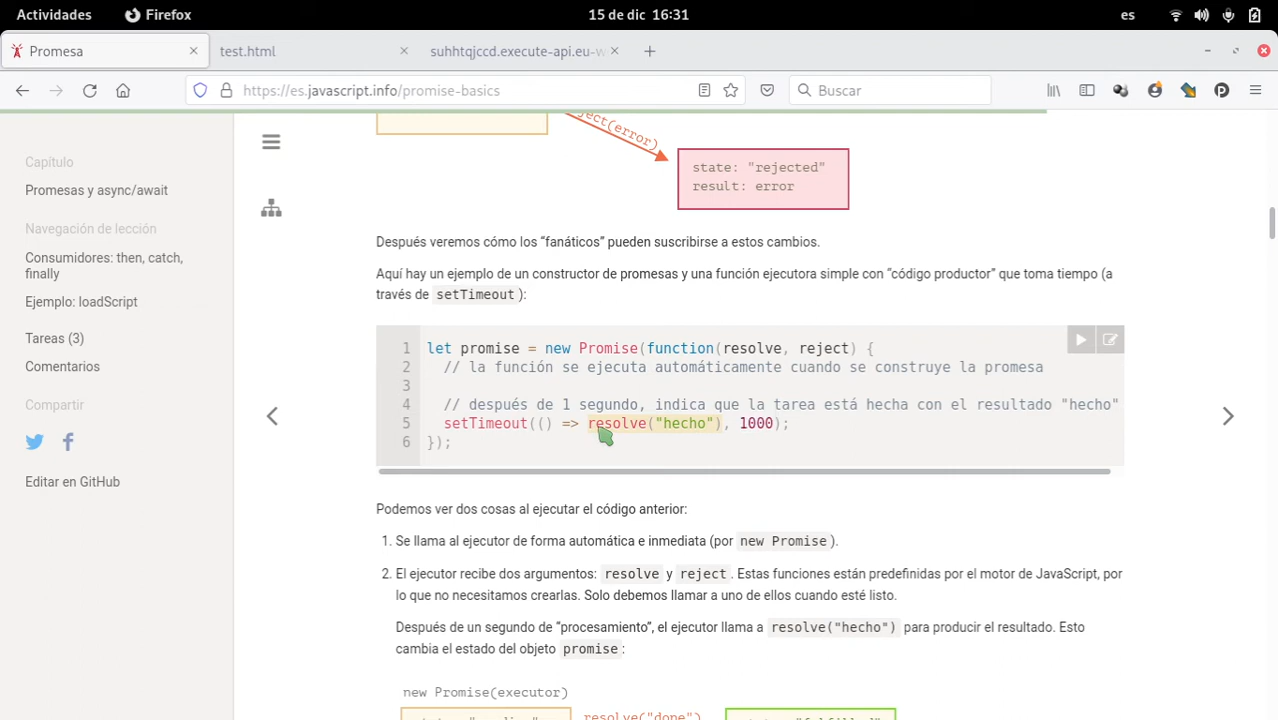 Actividades
Firefox
15 de dic 16:31
es
Promesa
test.html
suhhtqjccd.execute-api.eu-w
https://es.javascript.info/promise-basics
Buscar
Capítulo
Promesas y async/await
Navegación de lección
Consumidores: then, catch,
finally
Ejemplo: loadScript
Tareas (3)
Comentarios
Compartir
Editar en GitHub
ject(error)
state: "rejected"
result: error
Después veremos cómo los “fanáticos” pueden suscribirse a estos cambios.
Aquí hay un ejemplo de un constructor de promesas y una función ejecutora simple con “código productor” que toma tiempo (a
través de setTimeout ):
1 let promise = new Promise(function(resolve, reject) {
2 // la función se ejecuta automáticamente cuando se construye la promesa
3
4 // después de 1 segundo, indica que la tarea está hecha con el resultado "hecho"
5 setTimeout(() => resolve("hecho"), 1000);
6 });
Podemos ver dos cosas al ejecutar el código anterior:
1. Se llama al ejecutor de forma automática e inmediata (por new Promise ).
2. El ejecutor recibe dos argumentos: resolve y reject . Estas funciones están predefinidas por el motor de JavaScript, por
lo que no necesitamos crearlas. Solo debemos llamar a uno de ellos cuando esté listo.
Después de un segundo de “procesamiento”, el ejecutor llama a resolve("hecho") para producir el resultado. Esto
cambia el estado del objeto promise :
new Promise(executor)
resolve("done")